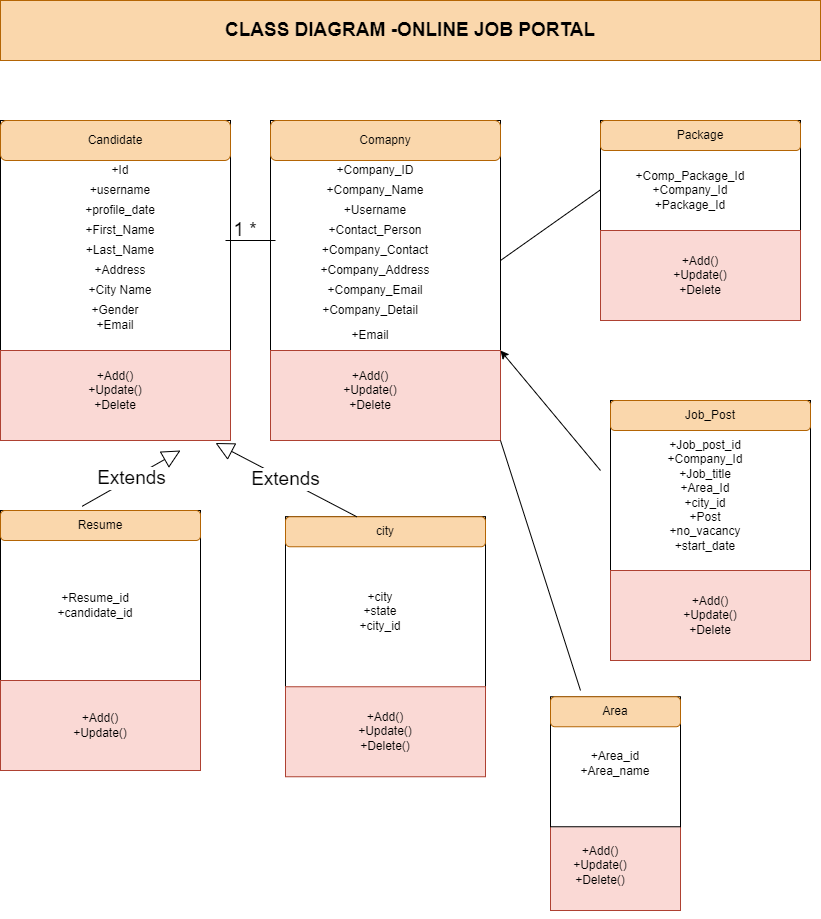 CLASS DIAGRAM -ONLINE JOB PORTAL
Candidate
+Id
+username
+profile_date
+First_Name
+Last_Name
+Address
+City Name
+Gender
+Email
+Add()
+Update()
+Delete
1 *
Comapny
+Company_ID
+Company_Name
+Username
+Contact_Person
+Company_Contact
+Company_Address
+Company_Email
+Company_Detail
+Email
+Add()
+Update()
+Delete
Package
+Comp_Package_Id
+Company_Id
+Package_Id
+Add()
+Update()
+Delete
Job_Post
+Job_post_id
+Company_Id
+Job_title
+Area_Id
+city_id
+Post
+no_vacancy
+start_date
+Add()
+Update()
+Delete
Extends
Extends
Resume
+Resume_id
+candidate_id
+Add()
+Update()
city
+city
+state
+city_id
+Add()
+Update()
+Delete()
Area
+Area_id
+Area_name
+Add()
+Update()
+Delete()